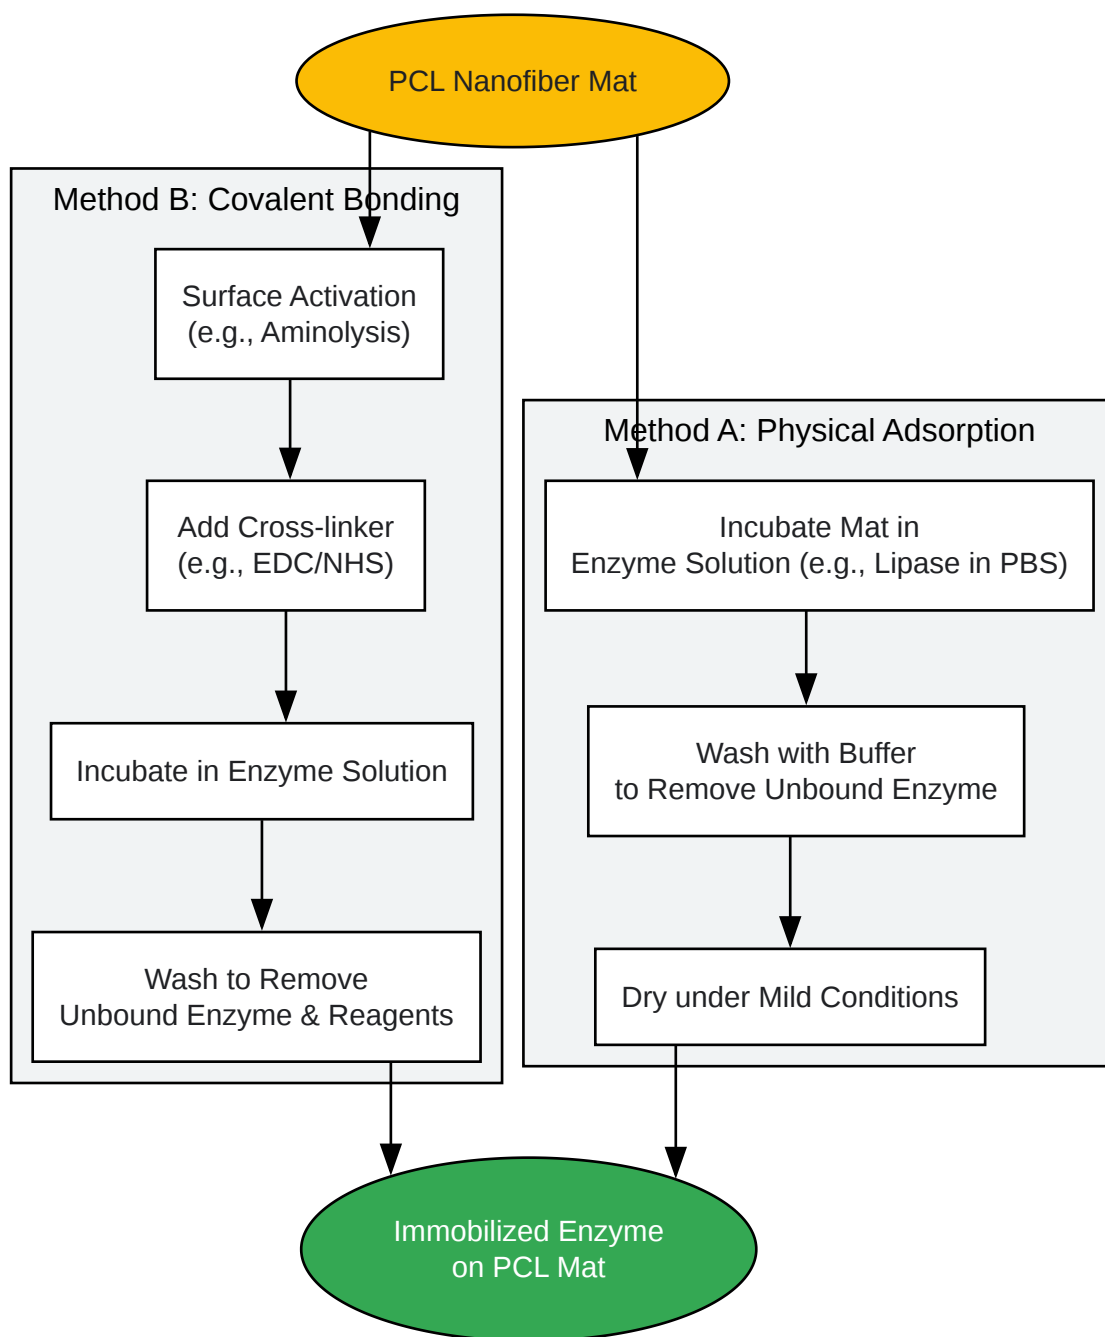 PCL Nanofiber Mat
Method B: Covalent Bonding
Surface Activation
(e.g., Aminolysis)
Add Cross-linker
(e.g., EDC/NHS)
Incubate in Enzyme Solution
Wash to Remove
Unbound Enzyme & Reagents
Method A: Physical Adsorption
Incubate Mat in
Enzyme Solution (e.g., Lipase in PBS)
Wash with Buffer
to Remove Unbound Enzyme
Dry under Mild Conditions
Immobilized Enzyme
on PCL Mat